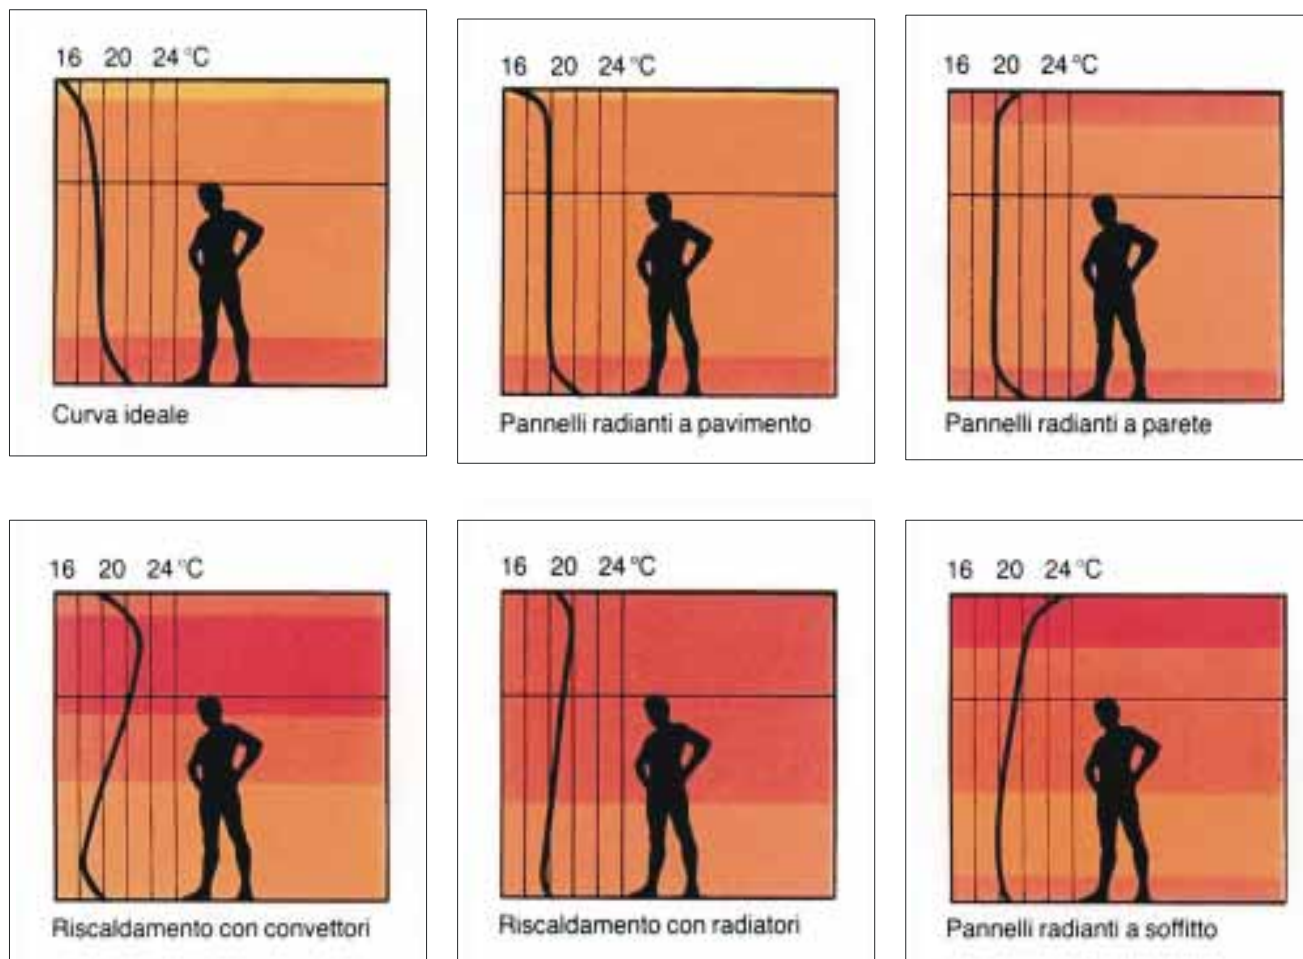 16 20 24 °C
Curva ideale
16 20 24 °C
Pannelli radianti a pavimento
16 20 24 °C
Pannelli radianti a parete
16 20 24 °C
Riscaldamento con convettori
16 20 24 °C
Riscaldamento con radiatori
16 20 24 °C
Pannelli radianti a soffitto